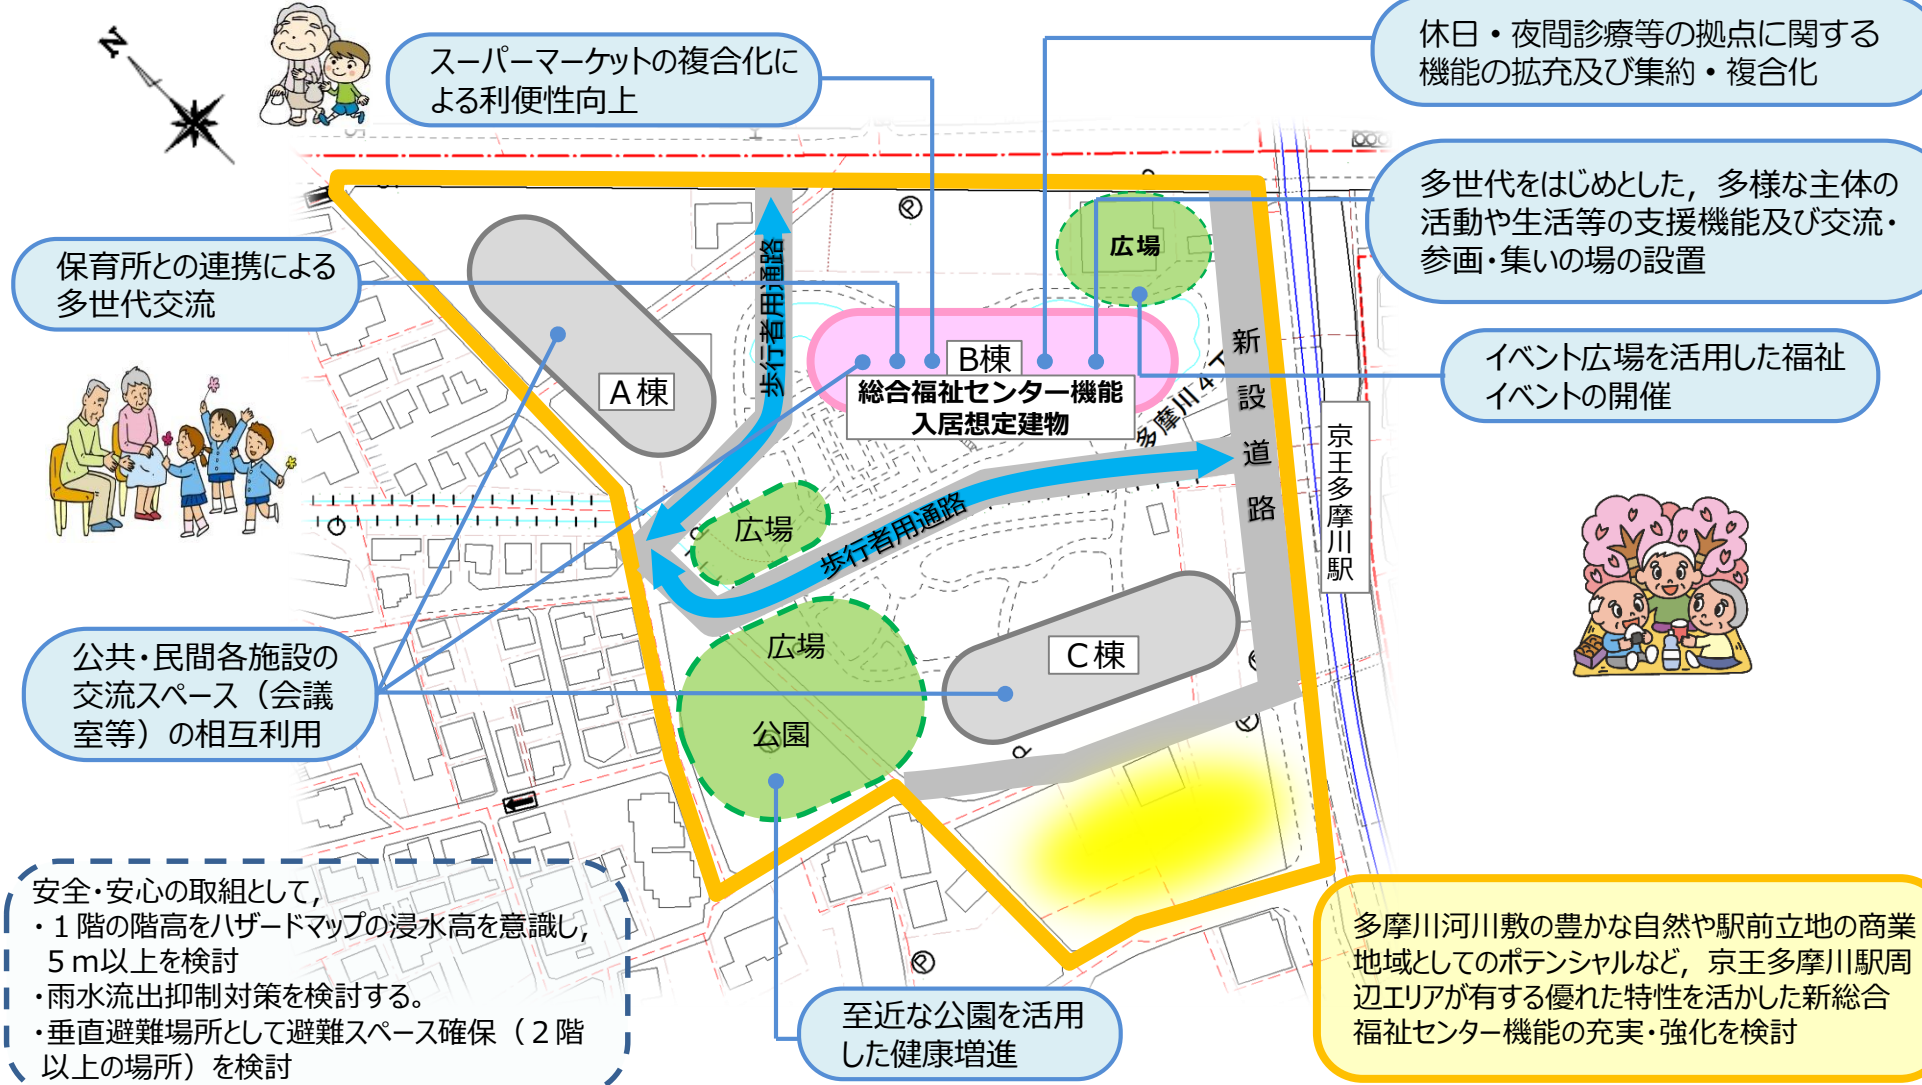 N
スーパーマーケットの複合化に
よる利便性向上
休日・夜間診療等の拠点に関する
機能の拡充及び集約・複合化
多世代をはじめとした，多様な主体の
活動や生活等の支援機能及び交流・
参画・集いの場の設置
保育所との連携による
多世代交流
イベント広場を活用した福祉
イベントの開催
広場
歩行者用通路
A棟
B棟
総合福祉センター機能
入居想定建物
多摩川4丁
新設道路
京王多摩川駅
広場
歩行者用通路
広場
公園
C棟
公共・民間各施設の
交流スペース（会議
室等）の相互利用
安全・安心の取組として，
・１階の階高をハザードマップの浸水高を意識し，
５ｍ以上を検討
・雨水流出抑制対策を検討する。
・垂直避難場所として避難スペース確保（２階
以上の場所）を検討
至近な公園を活用
した健康増進
多摩川河川敷の豊かな自然や駅前立地の商業
地域としてのポテンシャルなど，京王多摩川駅周
辺エリアが有する優れた特性を活かした新総合
福祉センター機能の充実・強化を検討